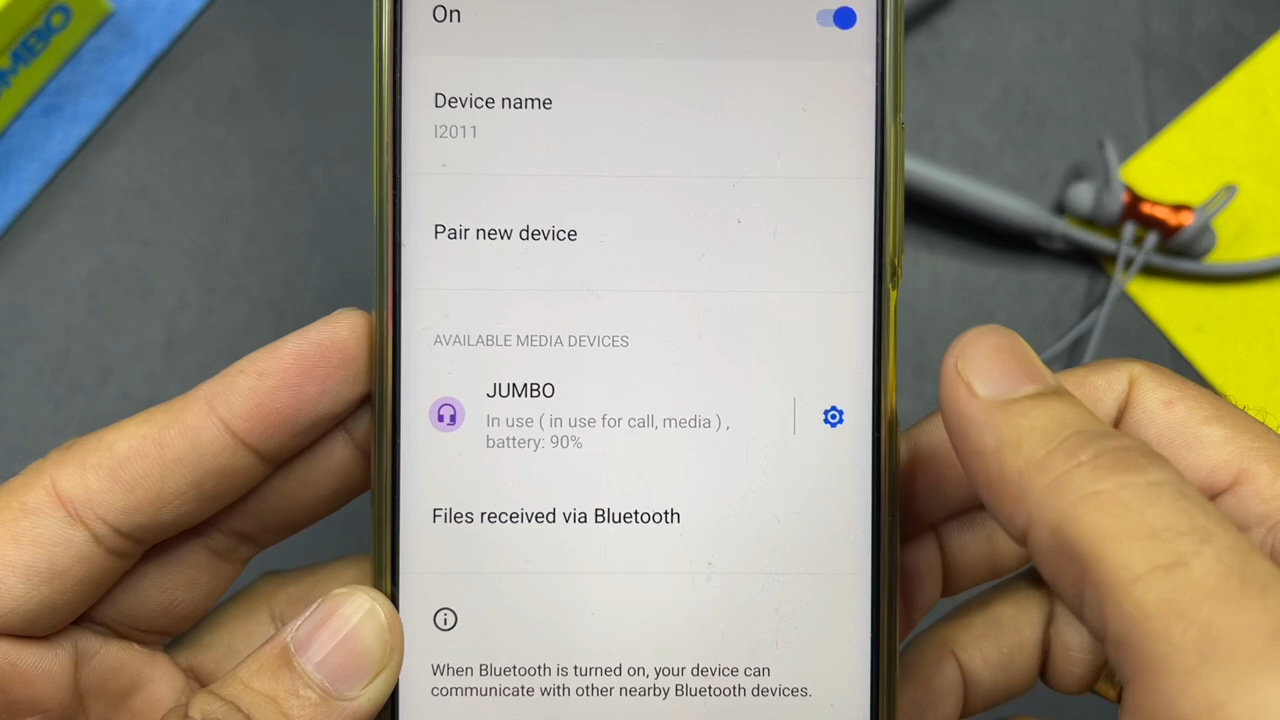 On
Device name
I2011
Pair new device
AVAILABLE MEDIA DEVICES
JUMBO
In use ( in use for call, media ) ,
battery: 90%
Files received via Bluetooth
When Bluetooth is turned on, your device can
communicate with other nearby Bluetooth devices.